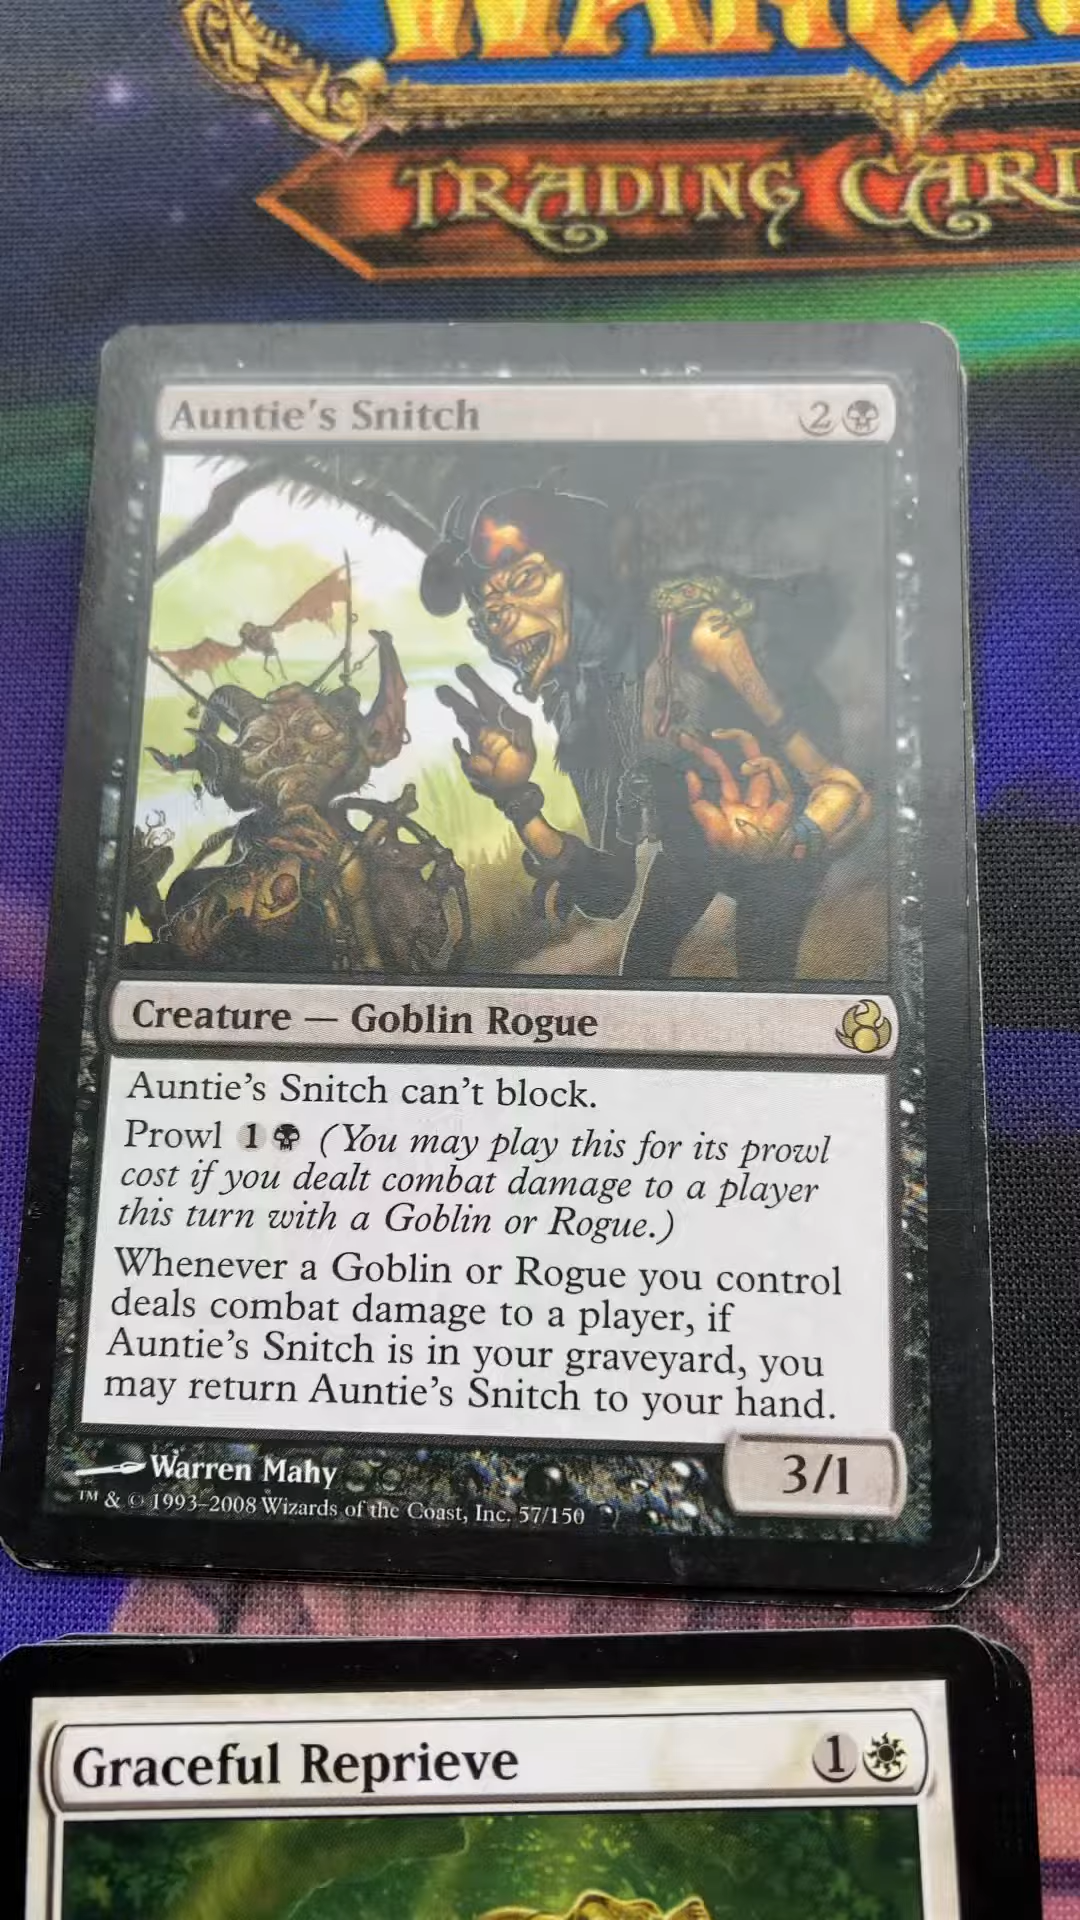 TRADING CARD
Auntie's Snitch 2
Creature — Goblin Rogue
Auntie's Snitch can't block.
Prowl 1 (You may play this for its prowl
cost if you dealt combat damage to a player
this turn with a Goblin or Rogue.)
Whenever a Goblin or Rogue you control
deals combat damage to a player, if
Auntie's Snitch is in your graveyard, you
may return Auntie's Snitch to your hand.
Warren Mahy
3/1
™ & © 1993–2008 Wizards of the Coast, Inc. 57/150
Graceful Reprieve 1